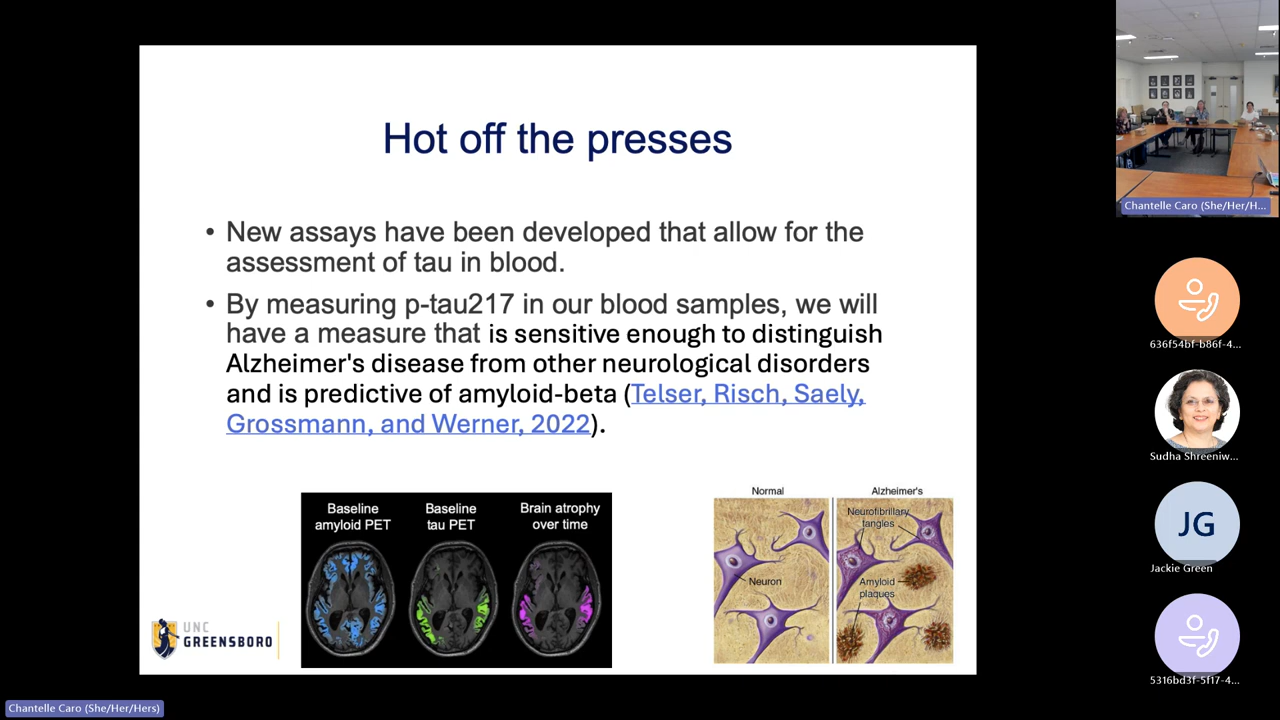 Hot off the presses
• New assays have been developed that allow for the
assessment of tau in blood.
• By measuring p-tau217 in our blood samples, we will
have a measure that is sensitive enough to distinguish
Alzheimer's disease from other neurological disorders
and is predictive of amyloid-beta (Telser, Risch, Saely,
Grossmann, and Werner, 2022).
Baseline
amyloid PET
Baseline
tau PET
Brain atrophy
over time
Normal
Alzheimer's
Neurofibrillary
tangles
Neuron
Amyloid
plaques
UNC
GREENSBORO
Chantelle Caro (She/Her/H...
636f54bf-b86f-4...
Sudha Shreeniw...
JG
Jackie Green
5316bd3f-5f17-4...
Chantelle Caro (She/Her/Hers)